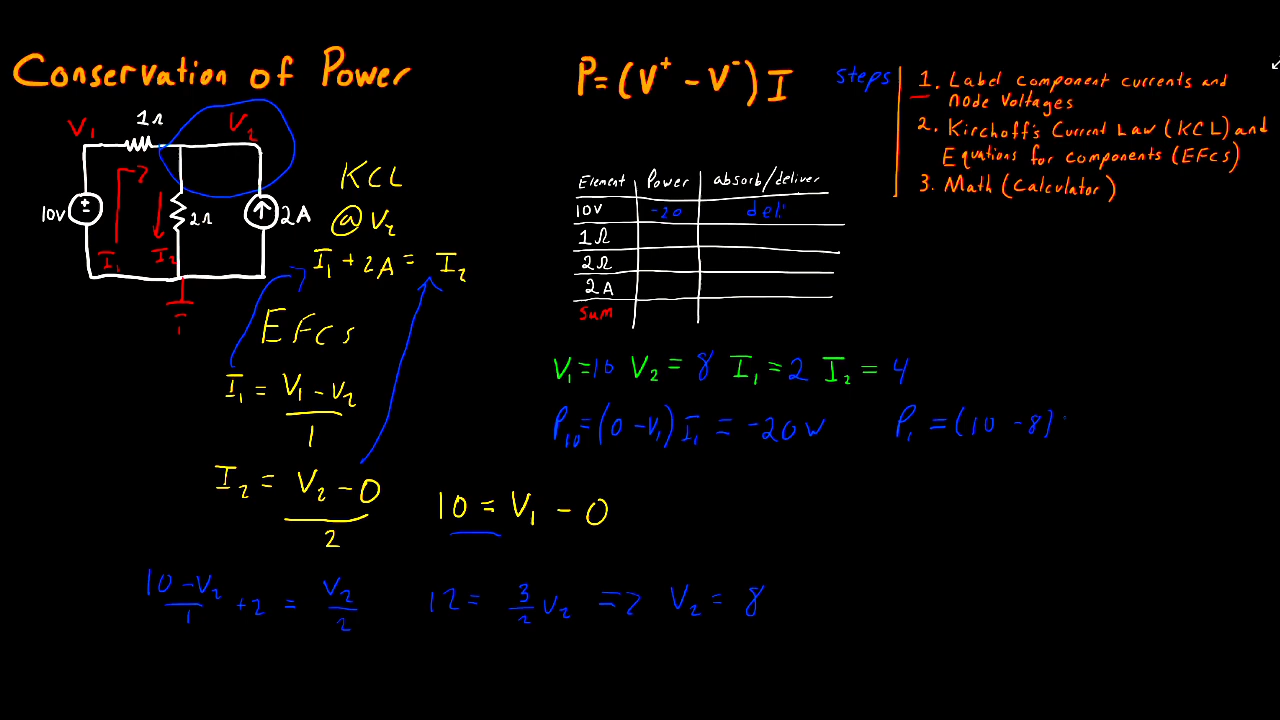 Conservation of Power
P=(V⁺ - V⁻) I
Steps
1. Label component currents and
Node Voltages
2. Kirchoff's Current Law (KCL) and
Equations for components (EFCs)
3. Math (Calculator)
V₁
1Ω
V₂
10V
2Ω
2A
I₁
I₂
KCL
@ V₂
I₁ + 2A = I₂
EFCs
I₁ = V₁ - V₂ / 1
I₂ = V₂ - 0 / 2
10 = V₁ - 0
10 - V₂ / 1 + 2 = V₂ / 2
12 = 3/2 V₂ => V₂ = 8
Element Power absorb/deliver
10V -20 deli
1Ω
2Ω
2A
Sum
V₁=10 V₂ = 8 I₁ = 2 I₂ = 4
P₁₀=(0 - V₁) I₁ = -20W
P₁ = (10 - 8)